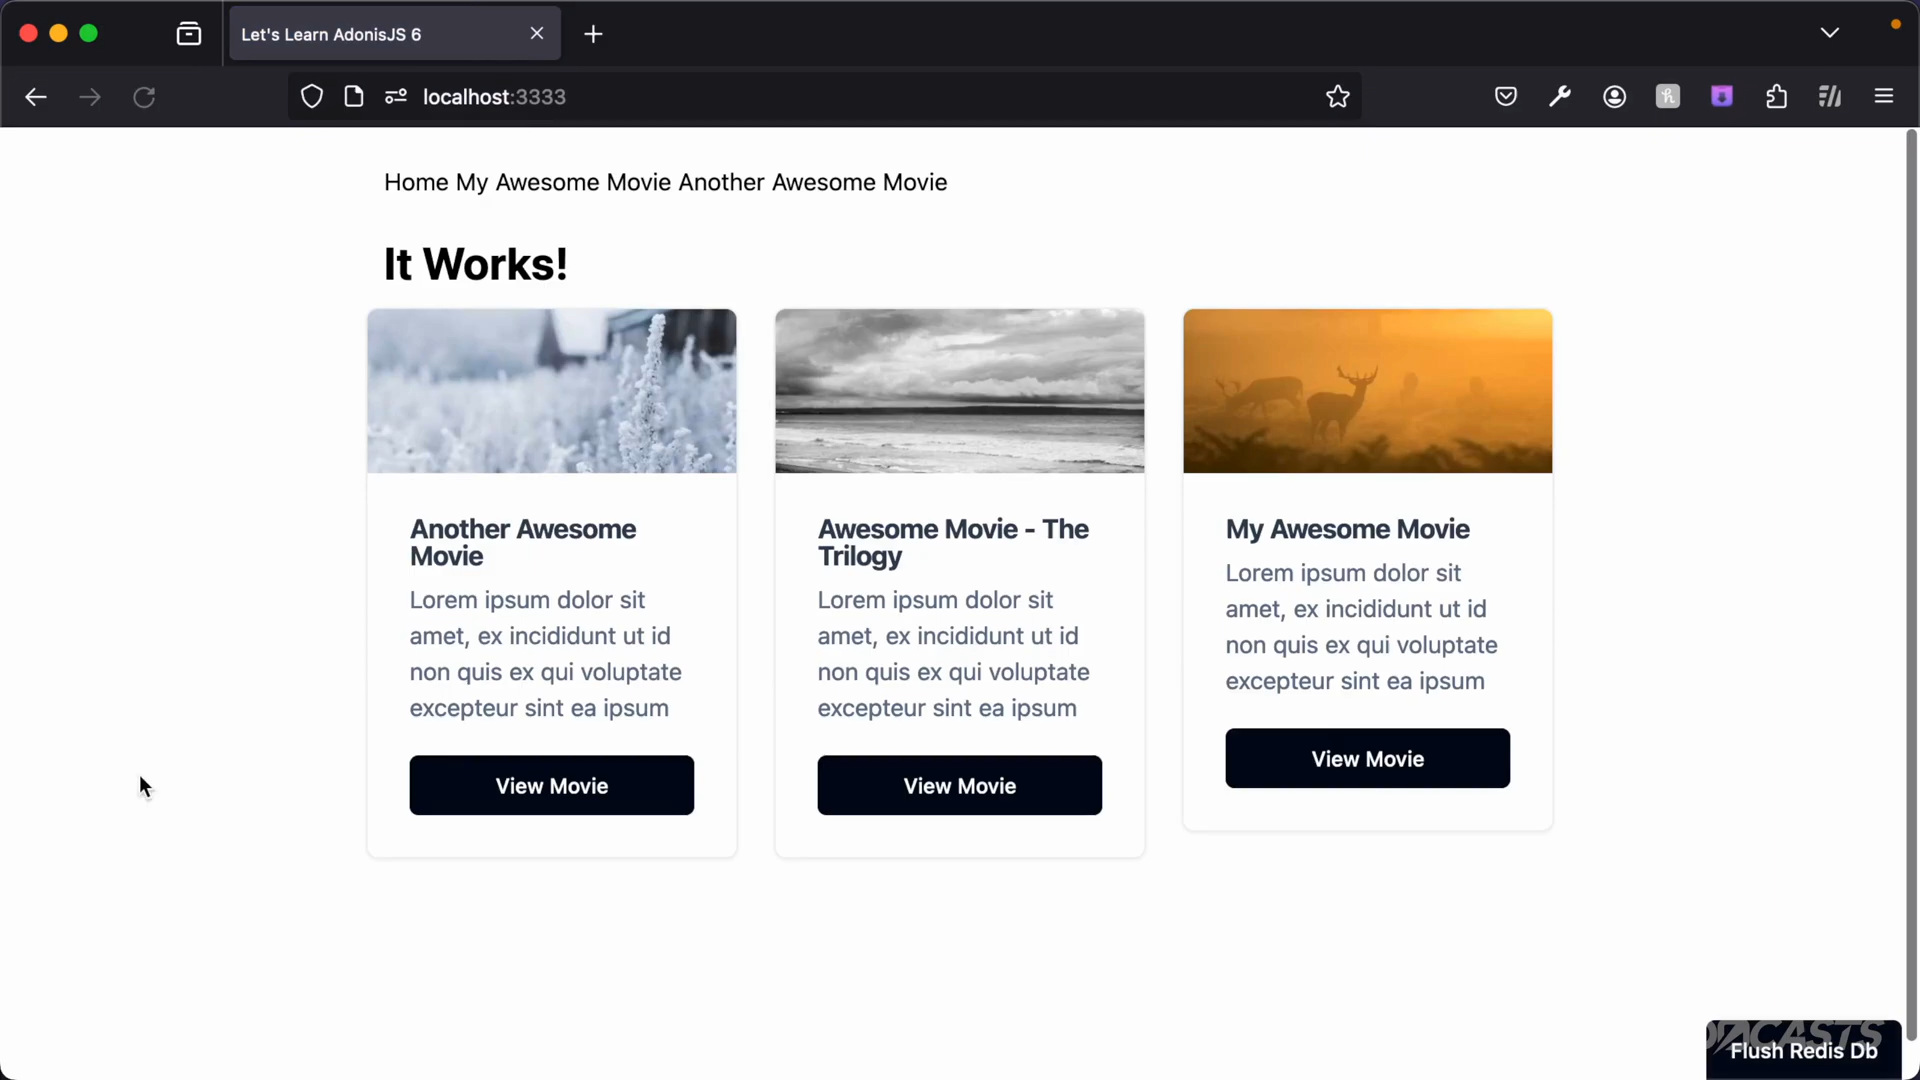 Let's Learn AdonisJS 6
localhost:3333
Home My Awesome Movie Another Awesome Movie
It Works!
Another Awesome
Movie
Lorem ipsum dolor sit
amet, ex incididunt ut id
non quis ex qui voluptate
excepteur sint ea ipsum
View Movie
Awesome Movie - The
Trilogy
Lorem ipsum dolor sit
amet, ex incididunt ut id
non quis ex qui voluptate
excepteur sint ea ipsum
View Movie
My Awesome Movie
Lorem ipsum dolor sit
amet, ex incididunt ut id
non quis ex qui voluptate
excepteur sint ea ipsum
View Movie
Flush Redis Db